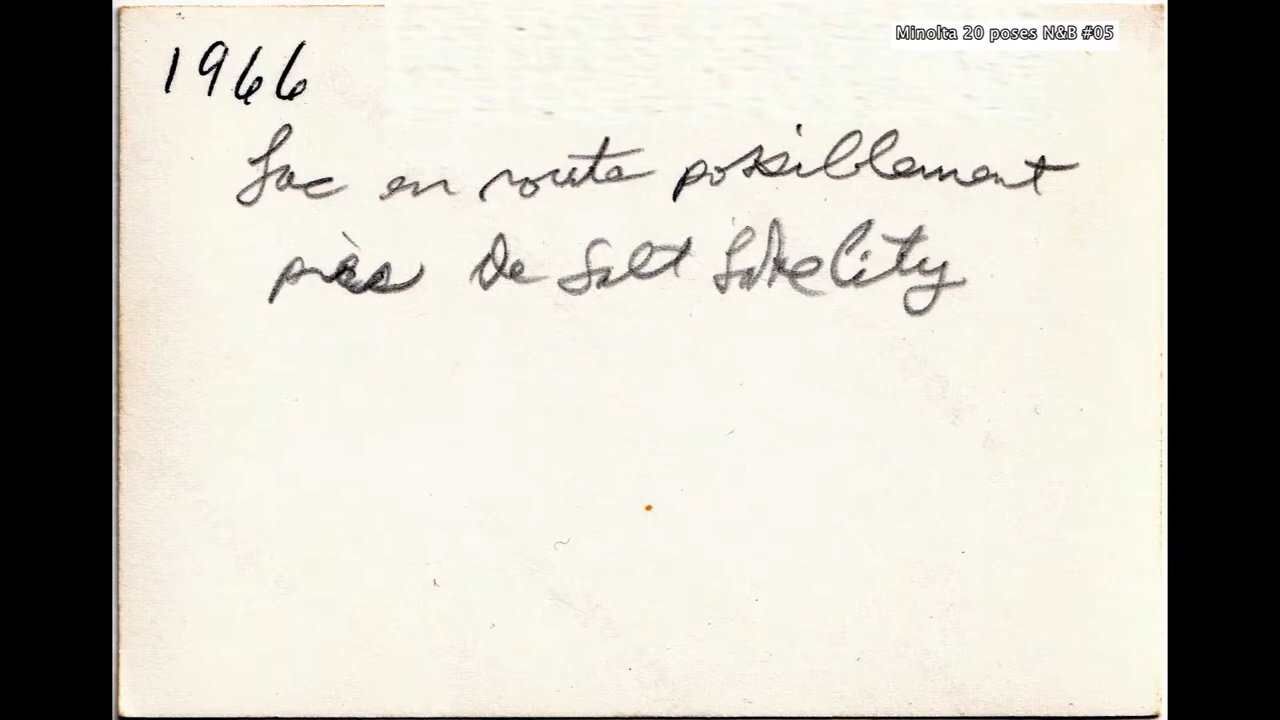 Minolta 20 poses N&B #05
1966
Lac en route possiblement
près De Salt Lake City